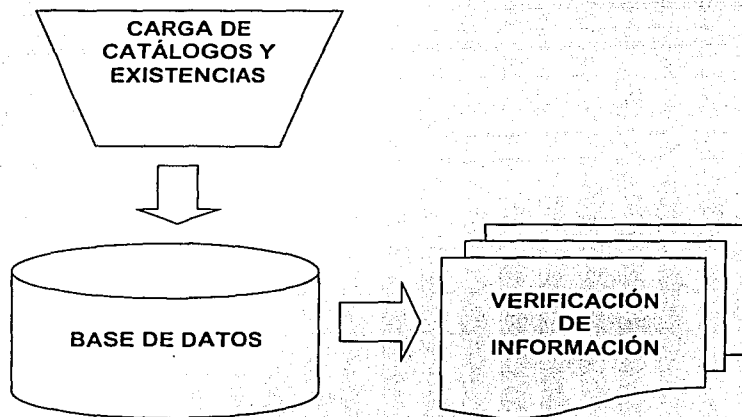 CARGA DE
CATÁLOGOS Y
EXISTENCIAS
BASE DE DATOS
VERIFICACIÓN
DE
INFORMACIÓN